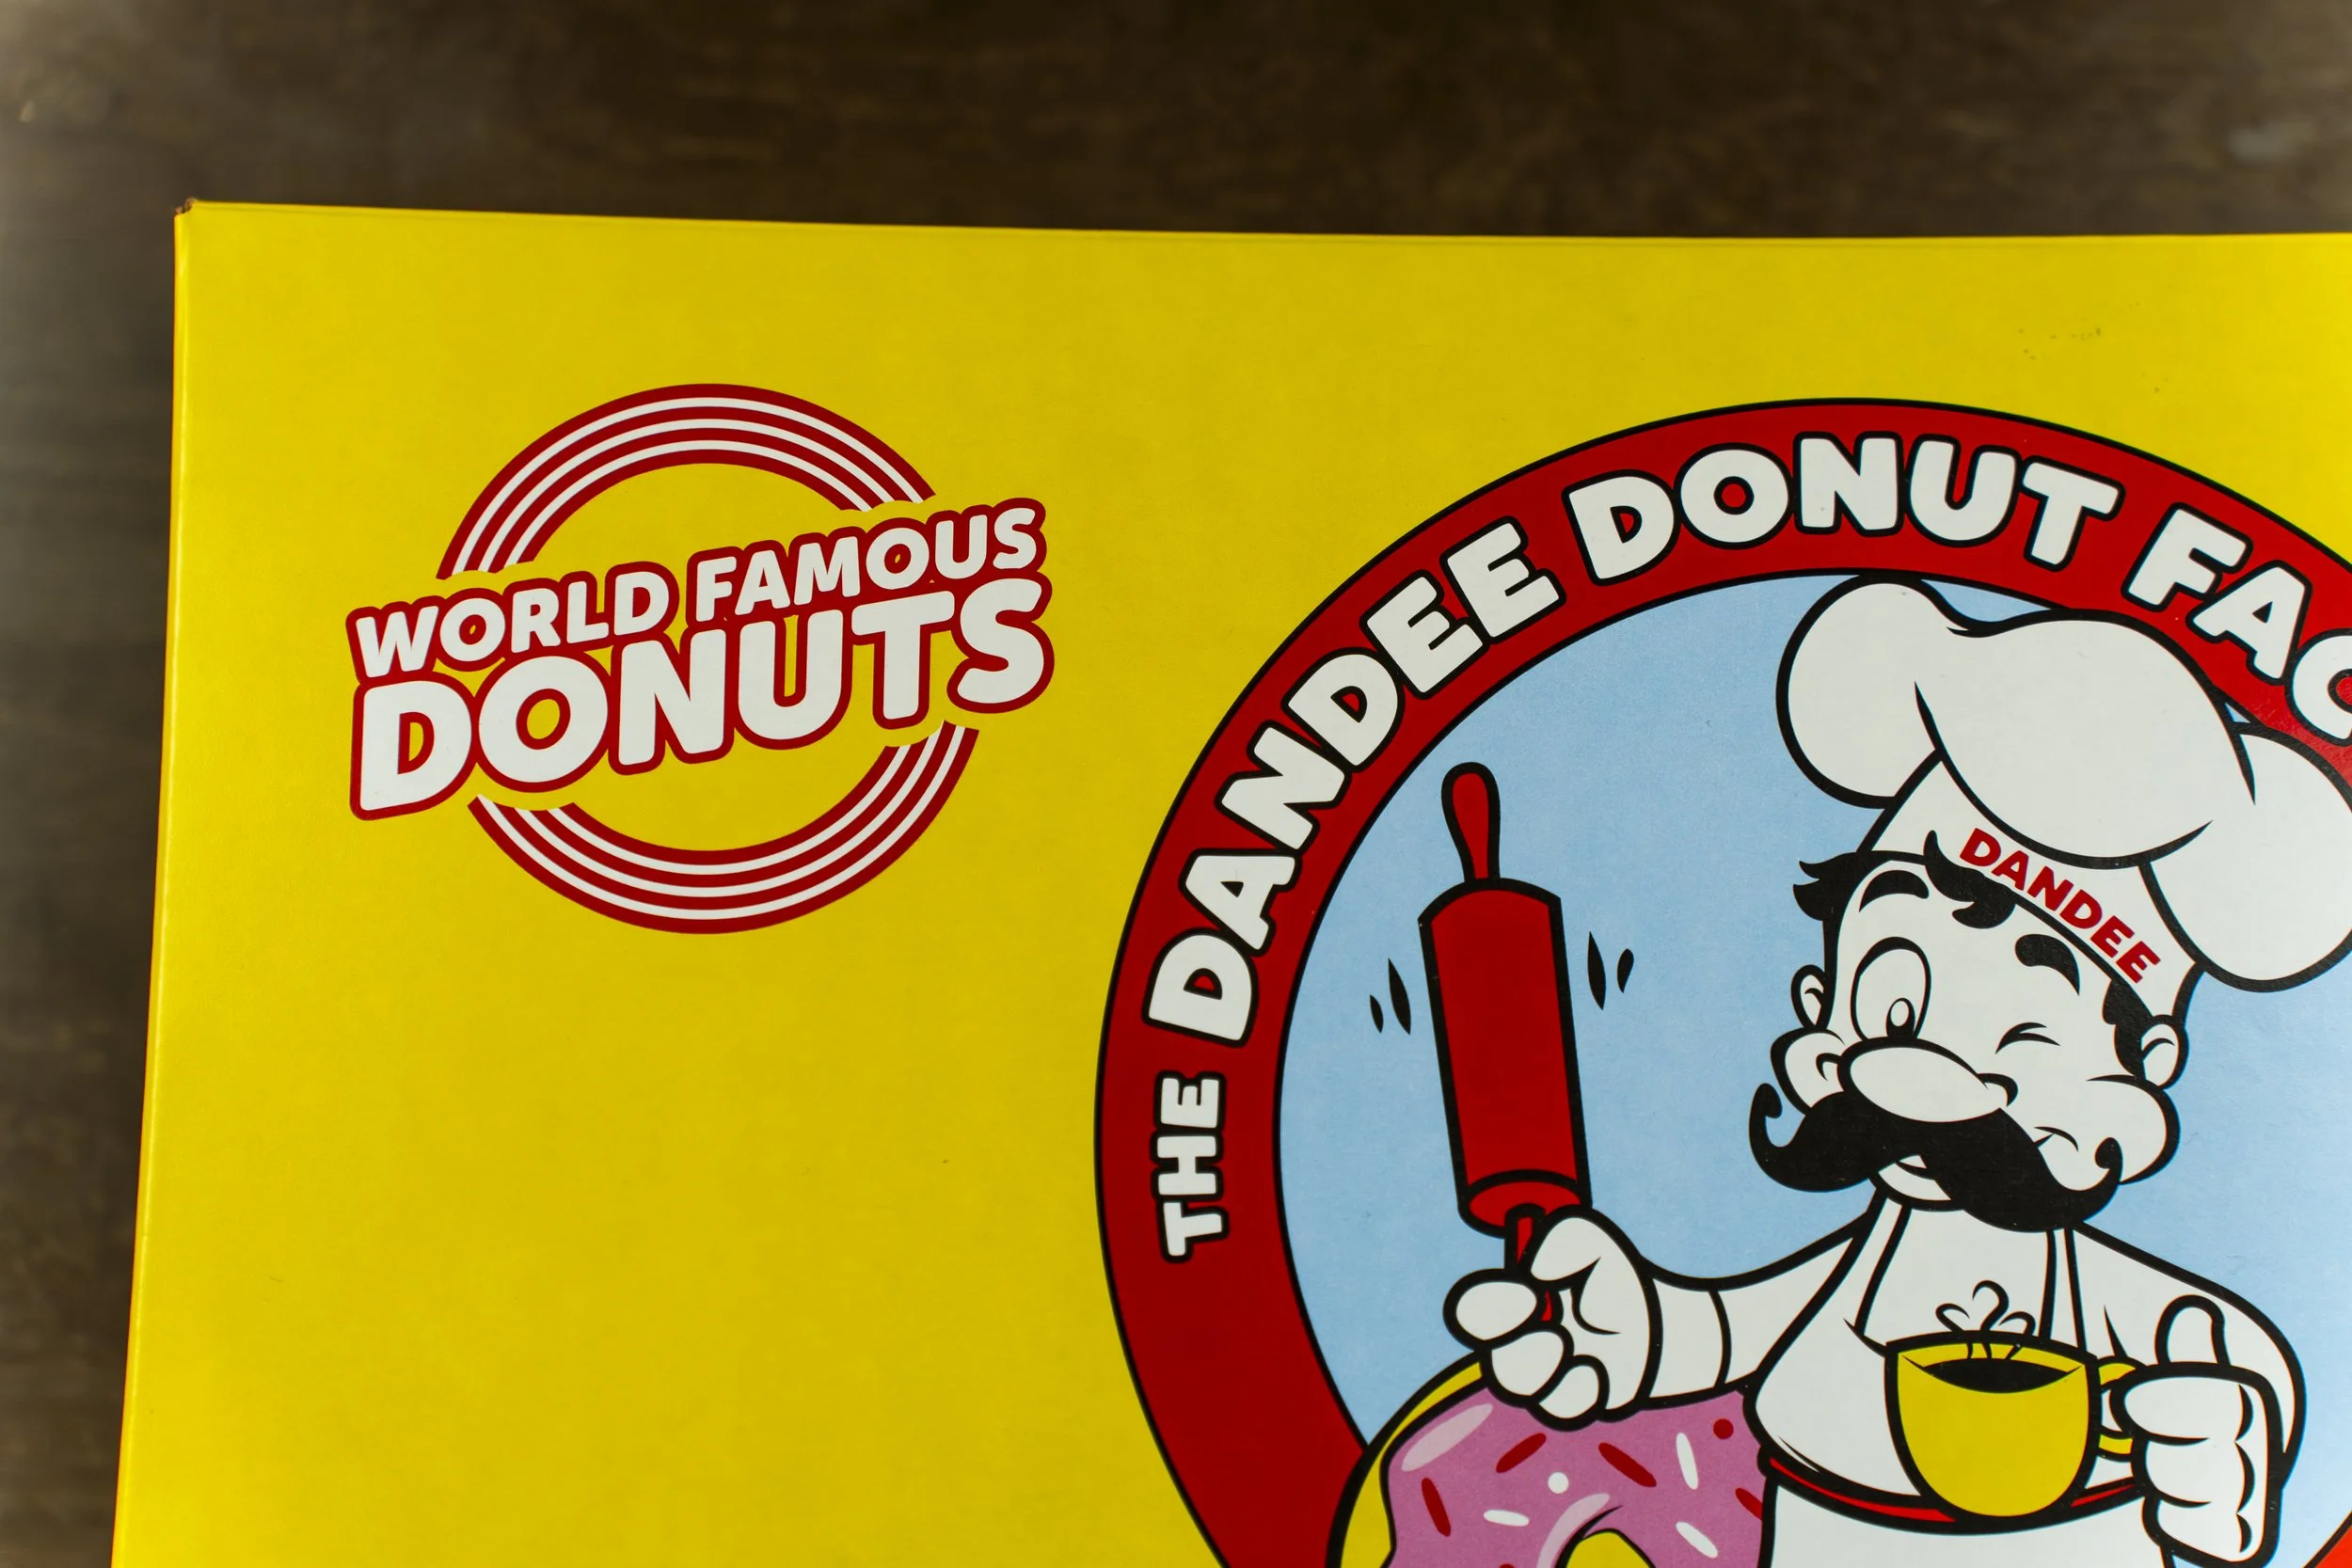 WORLD FAMOUS
DONUTS
THE DANDEE DONUT FAC
DANDEE